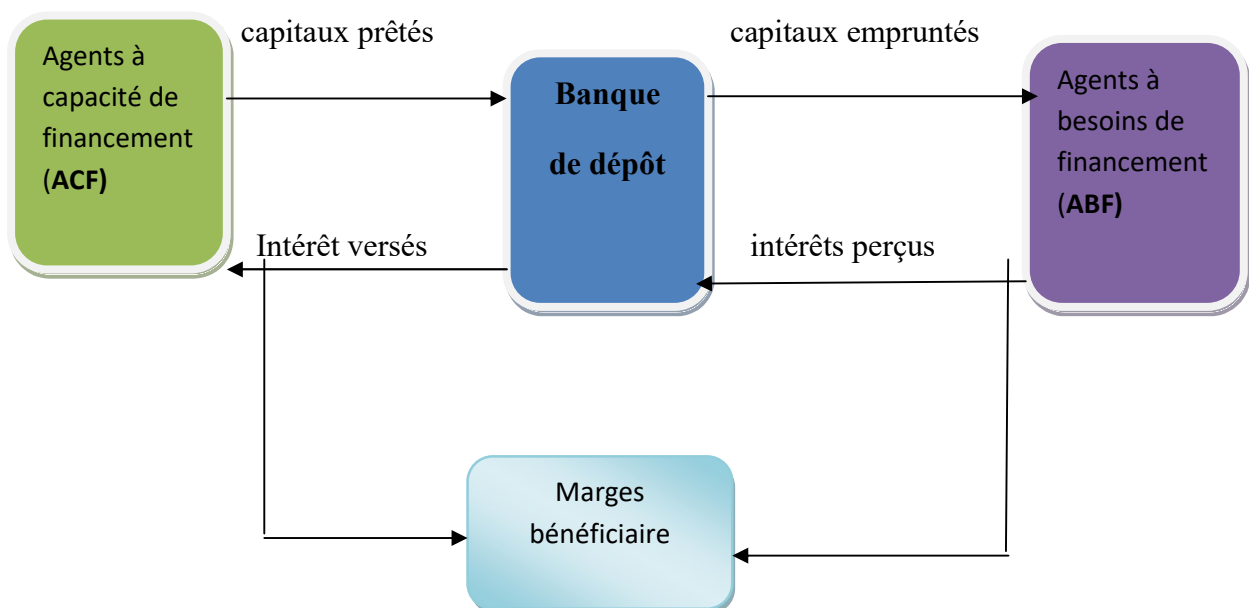 capitaux prêtés
capitaux empruntés
Agents à
capacité de
financement
(ACF)
Banque
de dépôt
Agents à
besoins de
financement
(ABF)
Intérêt versés
intérêts perçus
Marges
bénéficiaire